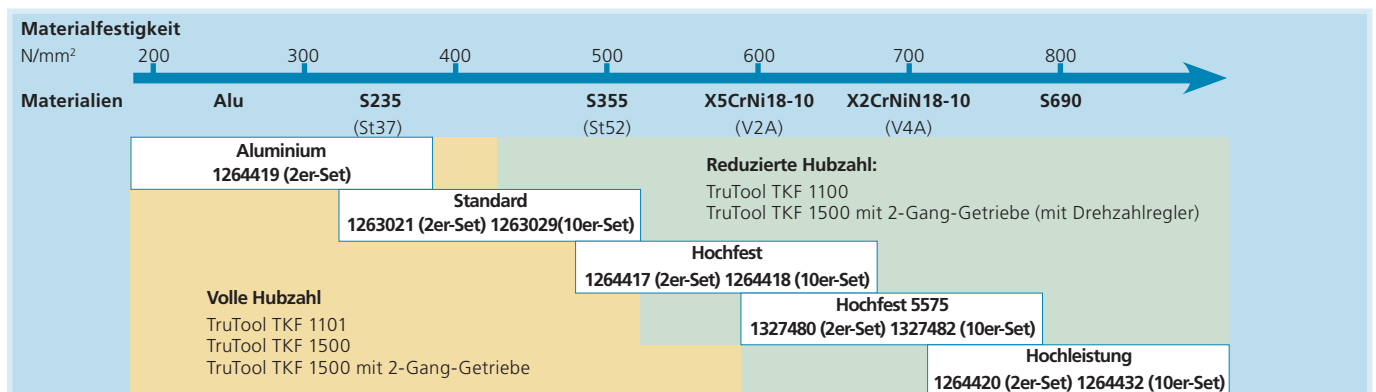 Materialfestigkeit
N/mm² 200 300 400 500 600 700 800
Materialien Alu S235 S355 X5CrNi18-10 X2CrNiN18-10 S690
(St37) (St52) (V2A) (V4A)
Aluminium
1264419 (2er-Set)
Reduzierte Hubzahl:
TruTool TKF 1100
TruTool TKF 1500 mit 2-Gang-Getriebe (mit Drehzahlregler)
Standard
1263021 (2er-Set) 1263029(10er-Set)
Hochfest
1264417 (2er-Set) 1264418 (10er-Set)
Volle Hubzahl
TruTool TKF 1101
TruTool TKF 1500
TruTool TKF 1500 mit 2-Gang-Getriebe
Hochfest 5575
1327480 (2er-Set) 1327482 (10er-Set)
Hochleistung
1264420 (2er-Set) 1264432 (10er-Set)